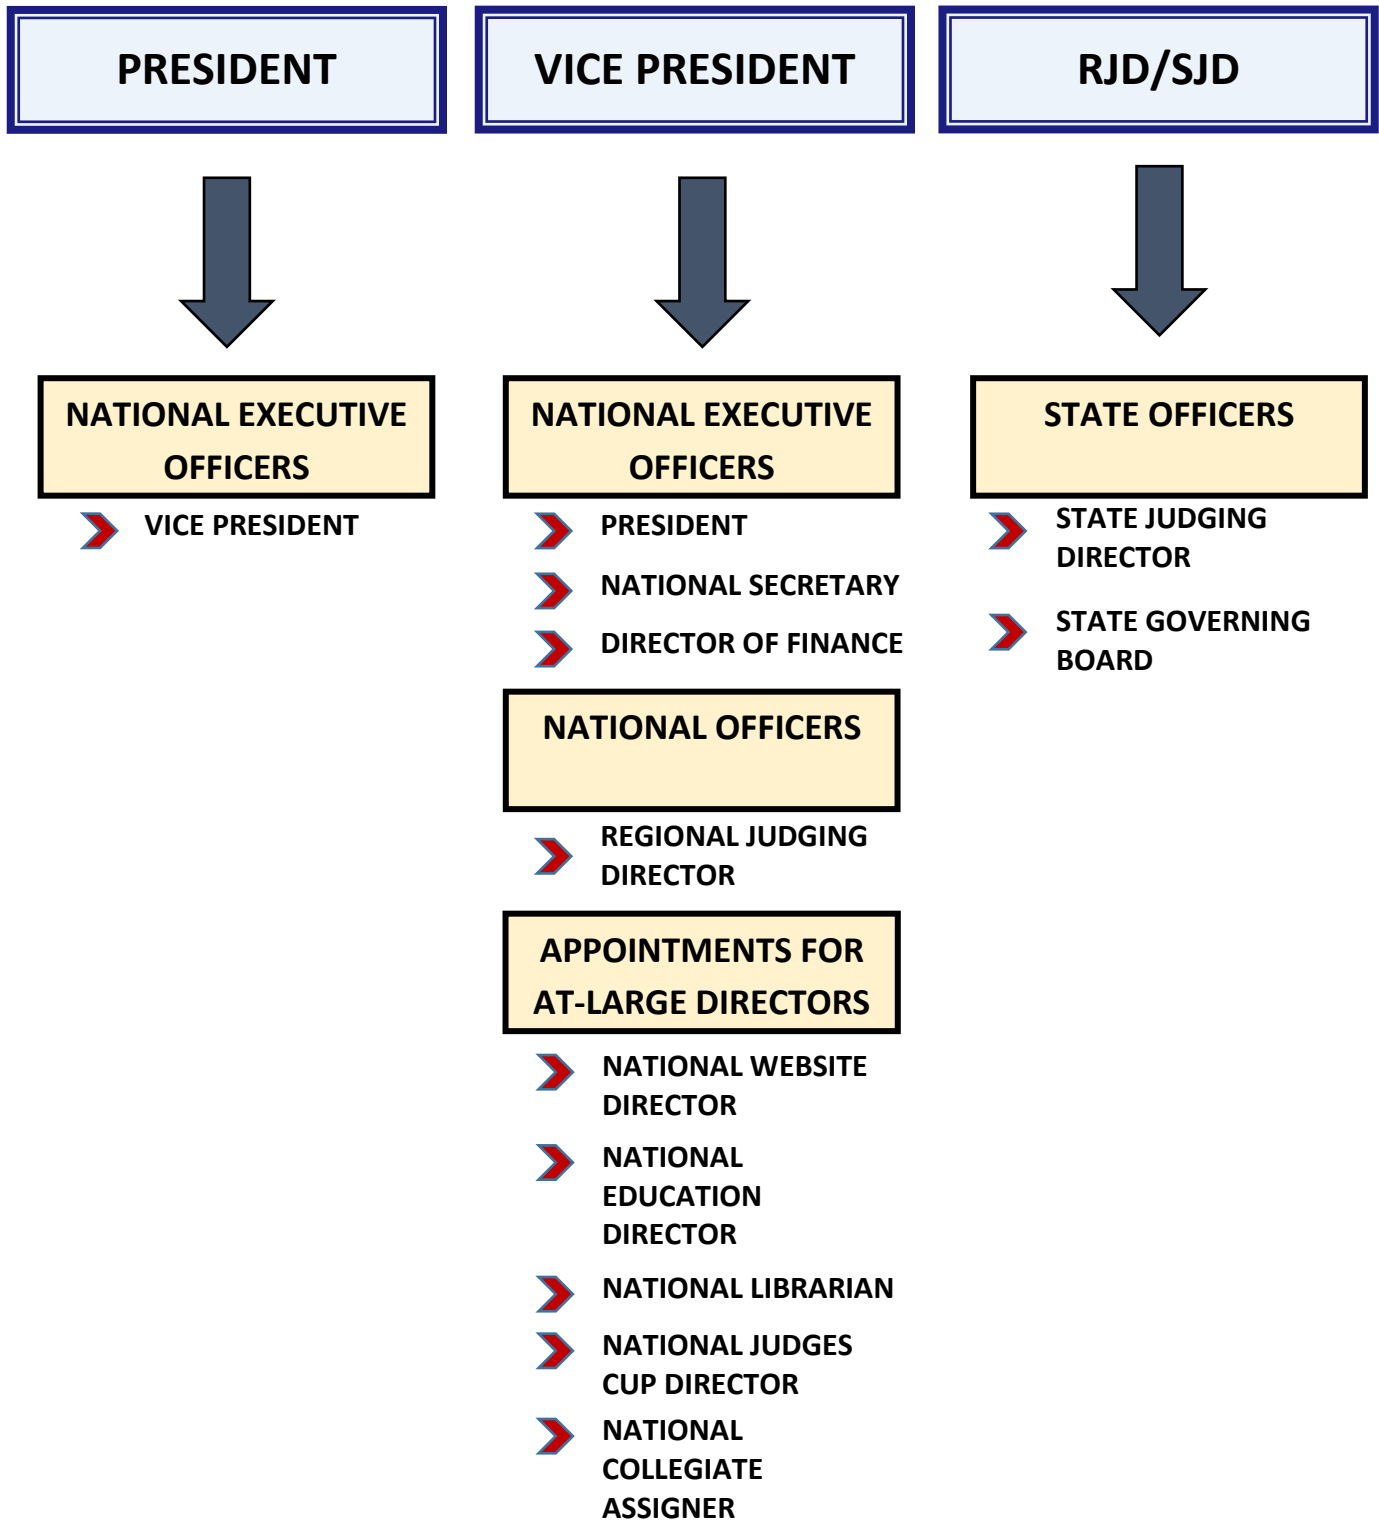 PRESIDENT
NATIONAL EXECUTIVE
OFFICERS
VICE PRESIDENT
VICE PRESIDENT
NATIONAL EXECUTIVE
OFFICERS
PRESIDENT
NATIONAL SECRETARY
DIRECTOR OF FINANCE
NATIONAL OFFICERS
REGIONAL JUDGING
DIRECTOR
APPOINTMENTS FOR
AT-LARGE DIRECTORS
NATIONAL WEBSITE
DIRECTOR
NATIONAL
EDUCATION
DIRECTOR
NATIONAL LIBRARIAN
NATIONAL JUDGES
CUP DIRECTOR
NATIONAL
COLLEGIATE
ASSIGNER
RJD/SJD
STATE OFFICERS
STATE JUDGING
DIRECTOR
STATE GOVERNING
BOARD